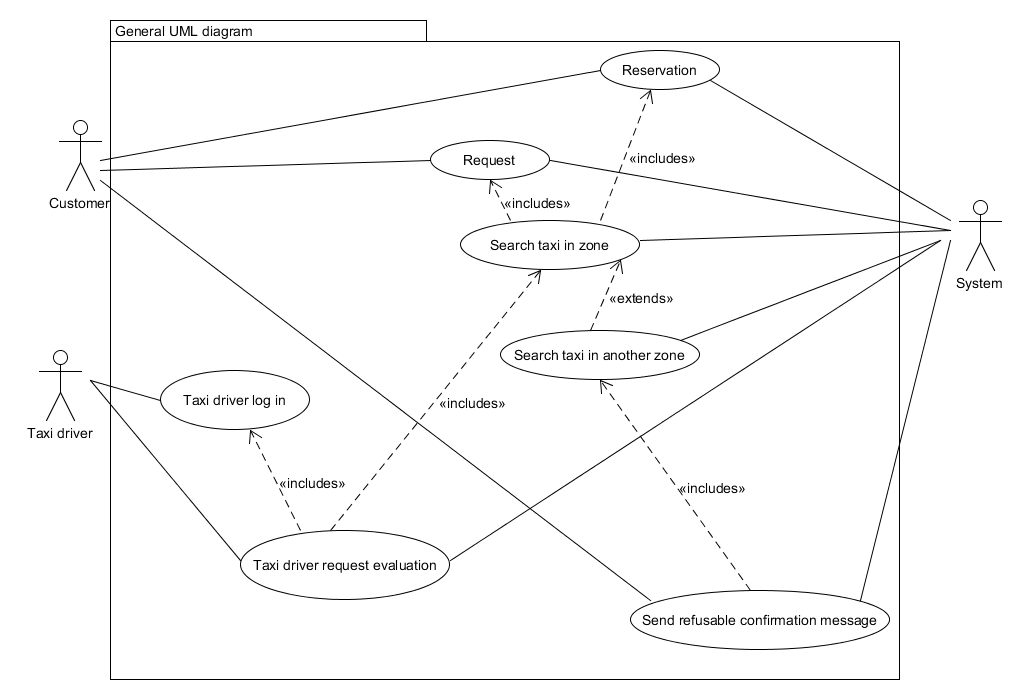 General UML diagram
Reservation
Request
«includes»
Customer
«includes»
Search taxi in zone
System
«extends»
Search taxi in another zone
Taxi driver log in
«includes»
Taxi driver
«includes»
«includes»
Taxi driver request evaluation
Send refusable confirmation message